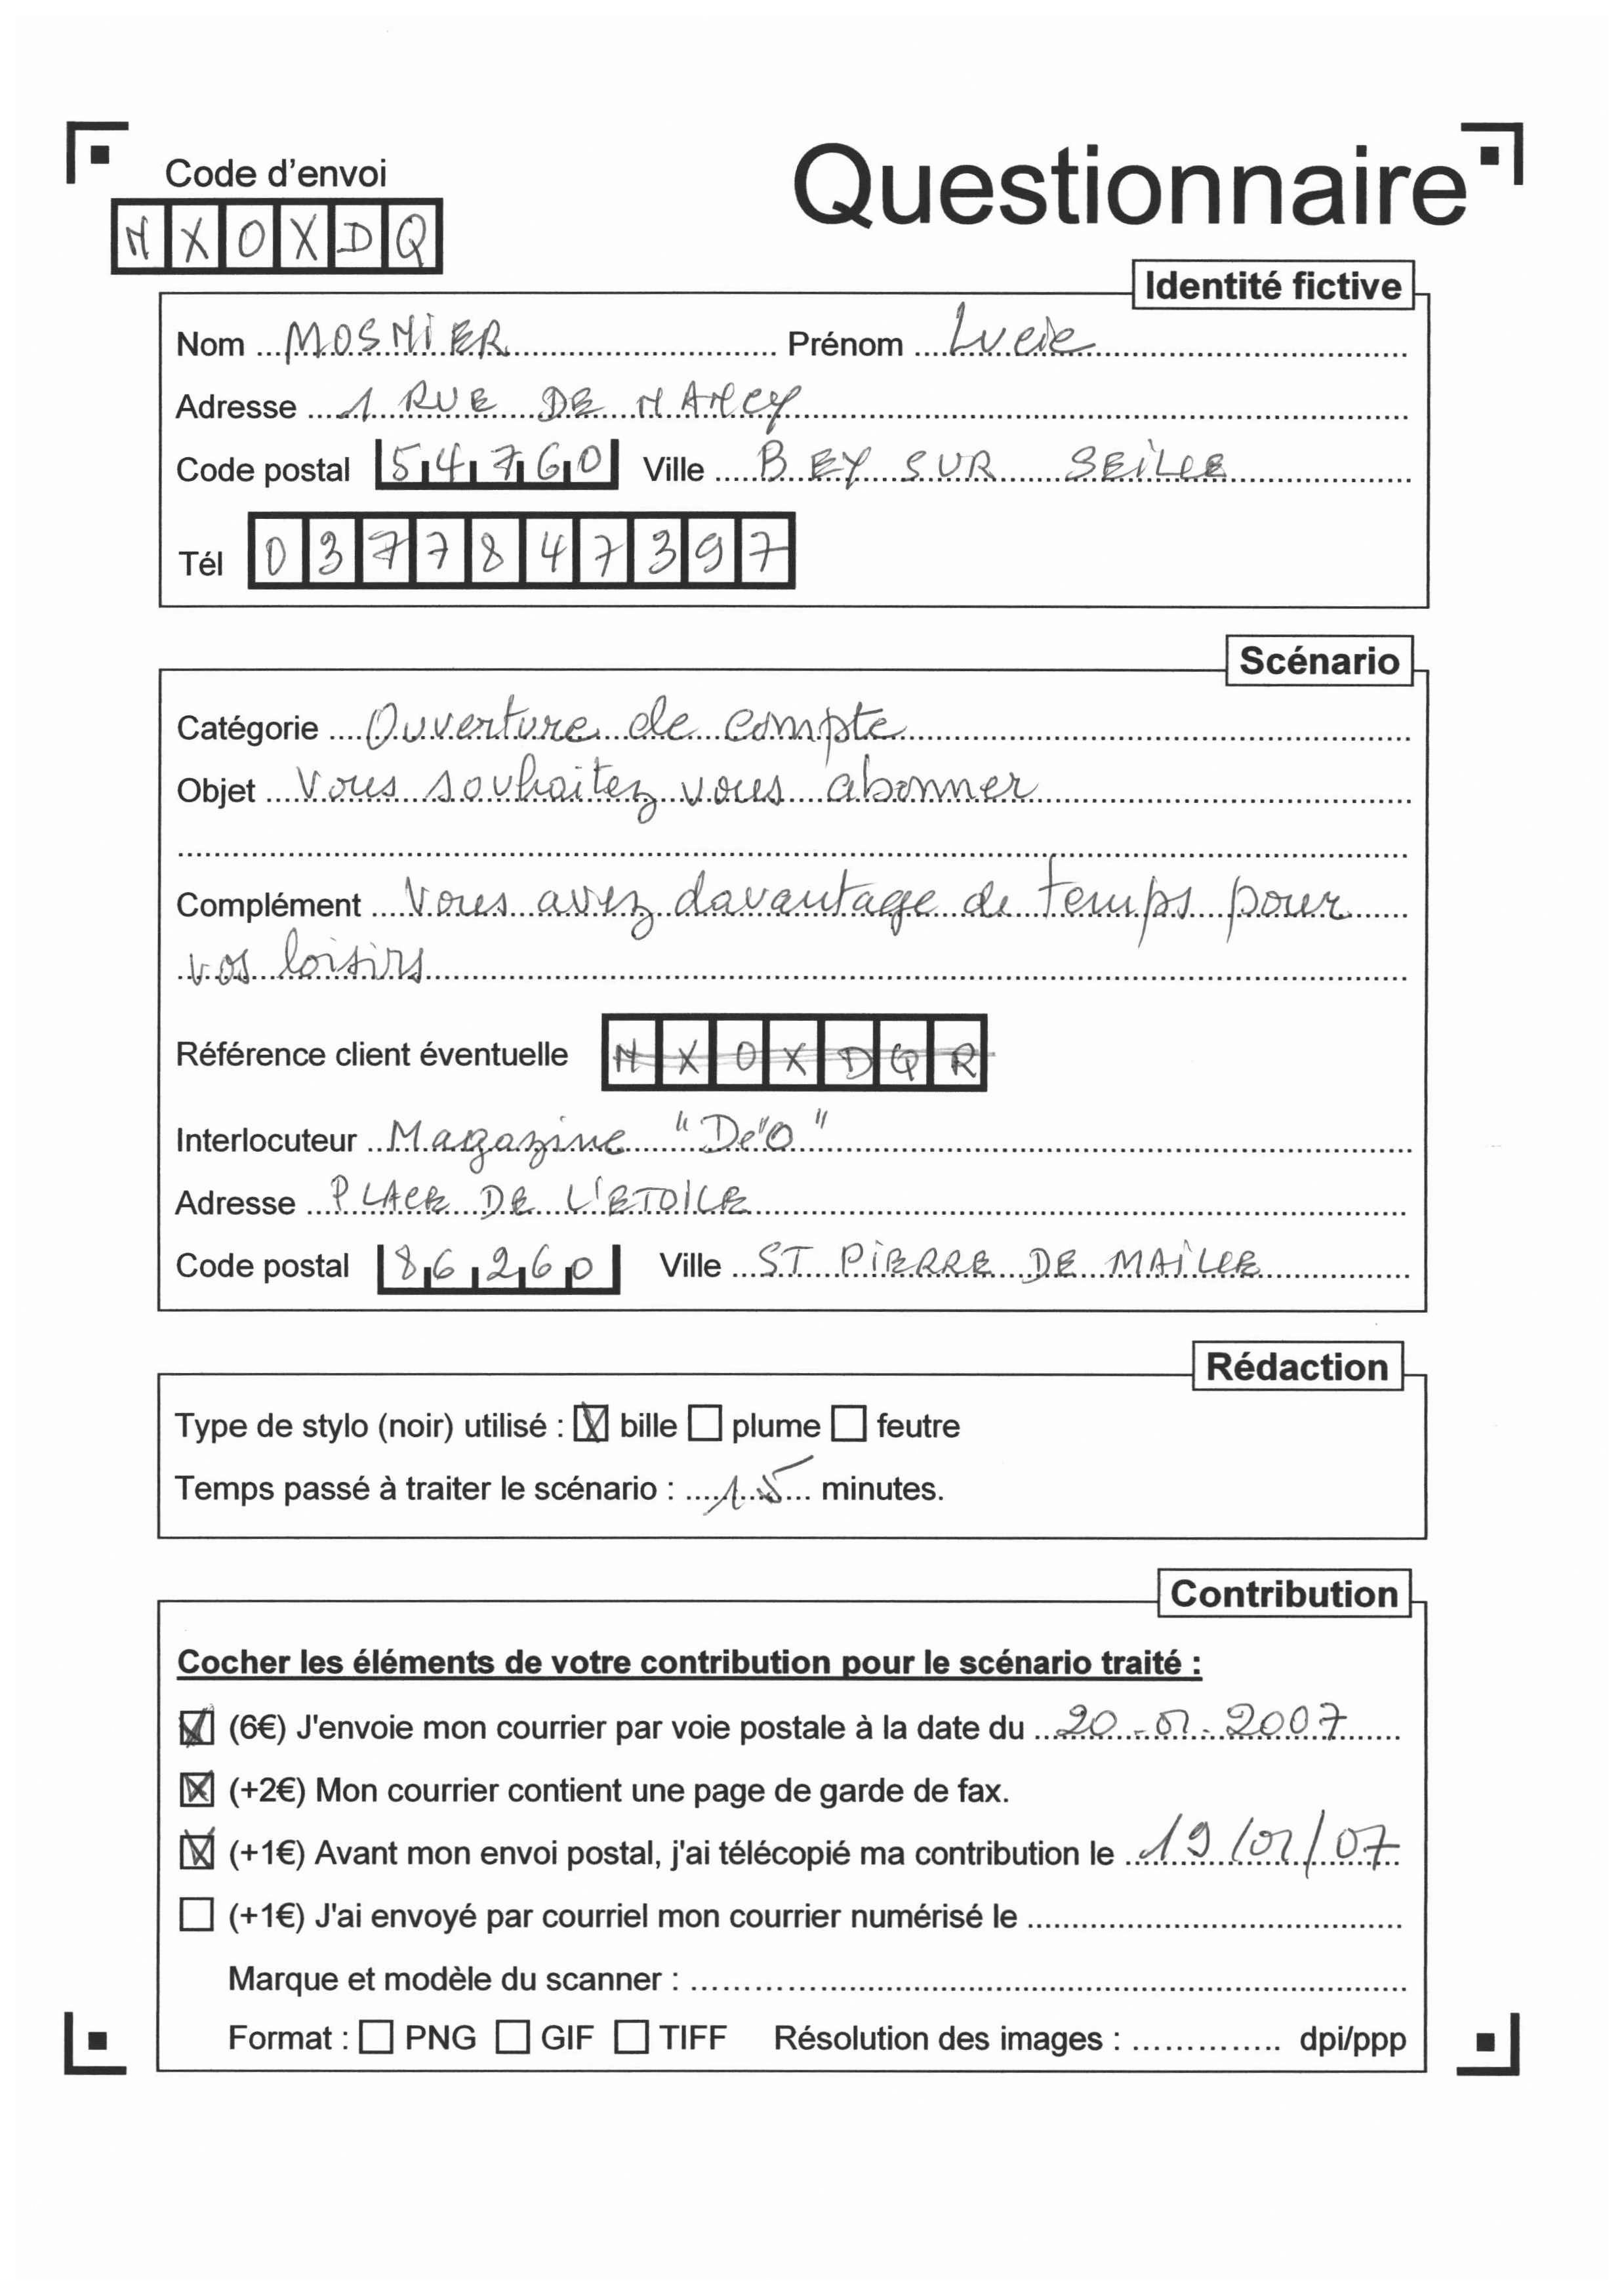 Code d'envoi
Questionnaire
NXOXDQ
Identité fictive
Nom MOSNIER Prénom Lucie
Adresse 1 RUE DE NANCY
Code postal 54760 Ville BEY SUR SEILLE
Tél 0377847397
Scénario
Catégorie Ouverture de compte
Objet Vous souhaitez vous abonner
Complément Vous avez davantage de temps pour
vos loisirs
Référence client éventuelle NXOXDQR
Interlocuteur Magazine "De"O"
Adresse PLACE DE L'ETOILE
Code postal 86260 Ville ST PIERRE DE MAILLE
Rédaction
Type de stylo (noir) utilisé : bille plume feutre
Temps passé à traiter le scénario : 15 minutes.
Contribution
Cocher les éléments de votre contribution pour le scénario traité :
(6€) J'envoie mon courrier par voie postale à la date du 20-01-2007
(+2€) Mon courrier contient une page de garde de fax.
(+1€) Avant mon envoi postal, j'ai télécopié ma contribution le 19/01/07
(+1€) J'ai envoyé par courriel mon courrier numérisé le
Marque et modèle du scanner :
Format : PNG GIF TIFF Résolution des images : dpi/ppp